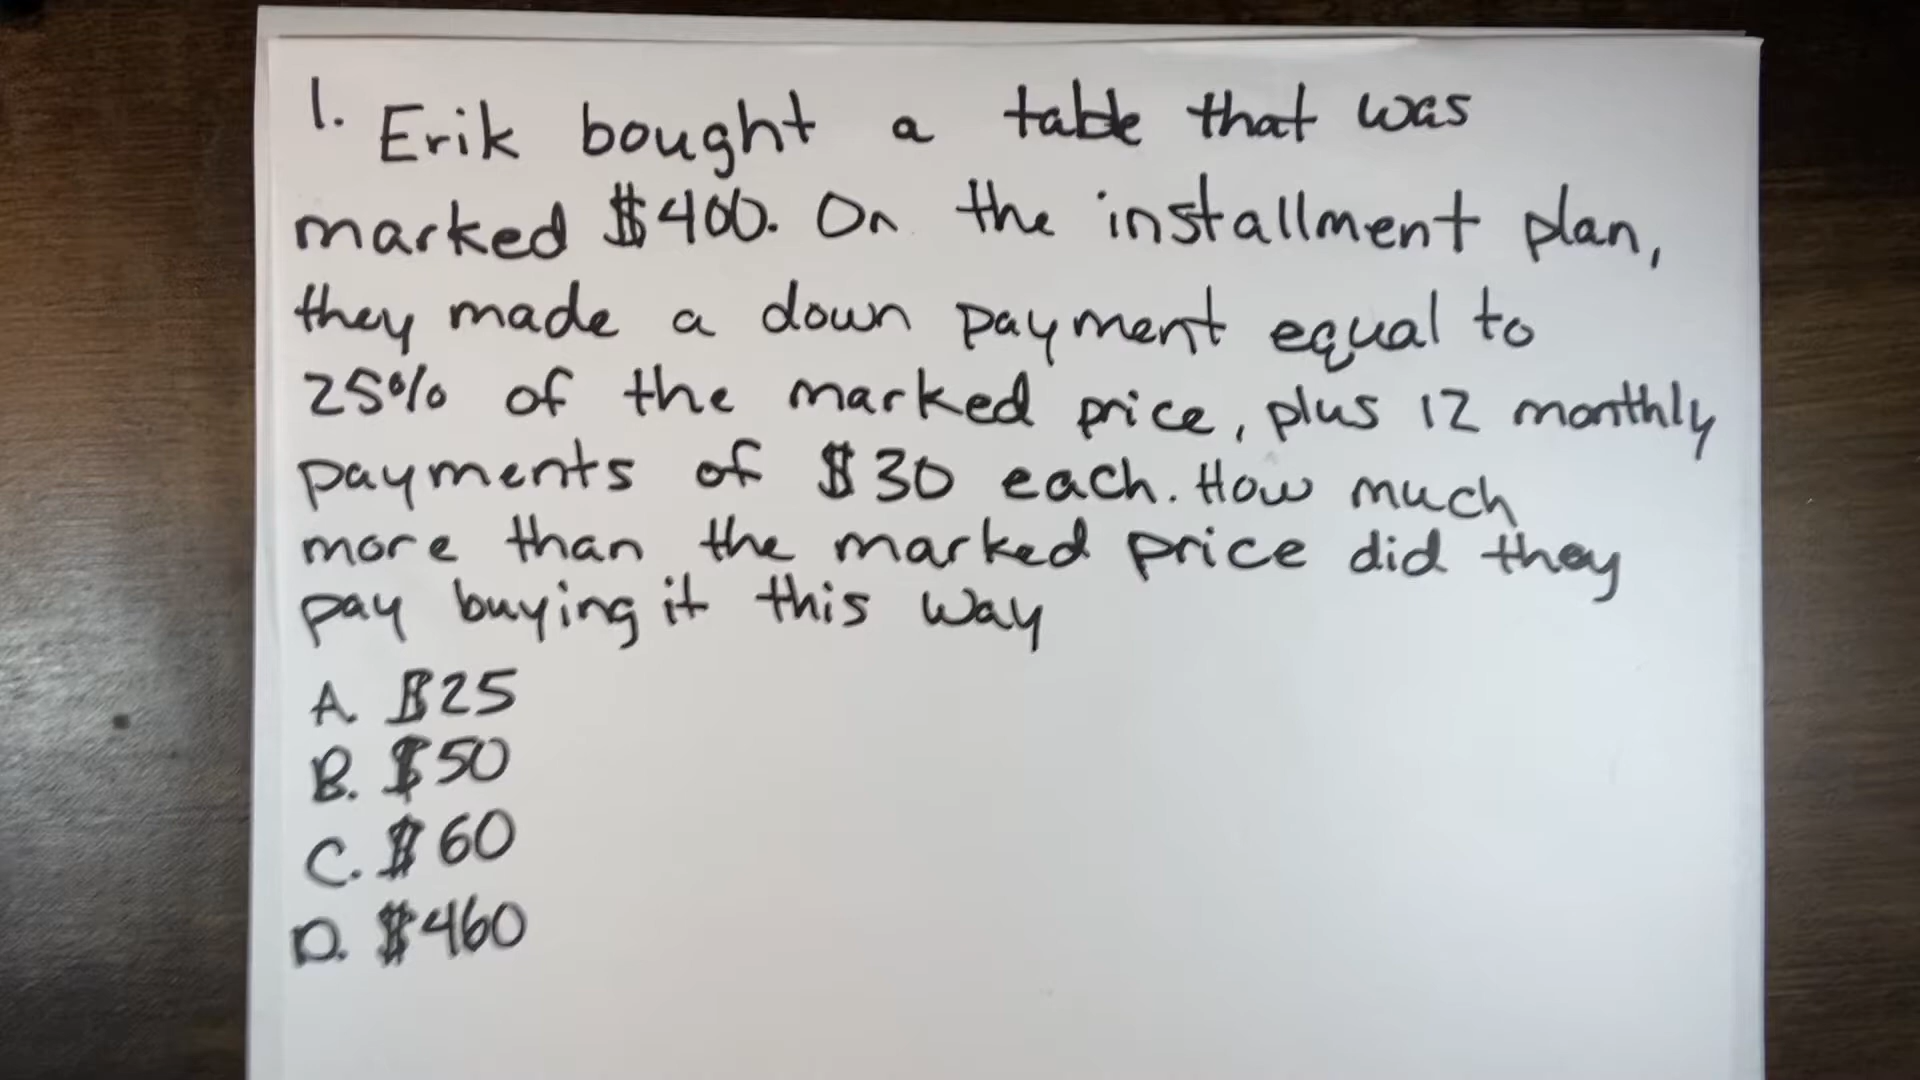 1. Erik bought a table that was
marked $400. On the installment plan,
they made a down payment equal to
25% of the marked price, plus 12 monthly
payments of $30 each. How much
more than the marked price did they
pay buying it this way
A. $25
B. $50
C. $60
D. $460